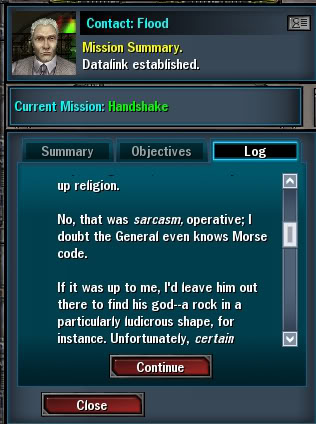 Contact: Flood
Mission Summary.
Datalink established.
Current Mission: Handshake
Summary
Objectives
Log
up religion.
No, that was sarcasm, operative; I
doubt the General even knows Morse
code.
If it was up to me, I'd leave him out
there to find his god--a rock in a
particularly ludicrous shape, for
instance. Unfortunately, certain
Continue
Close